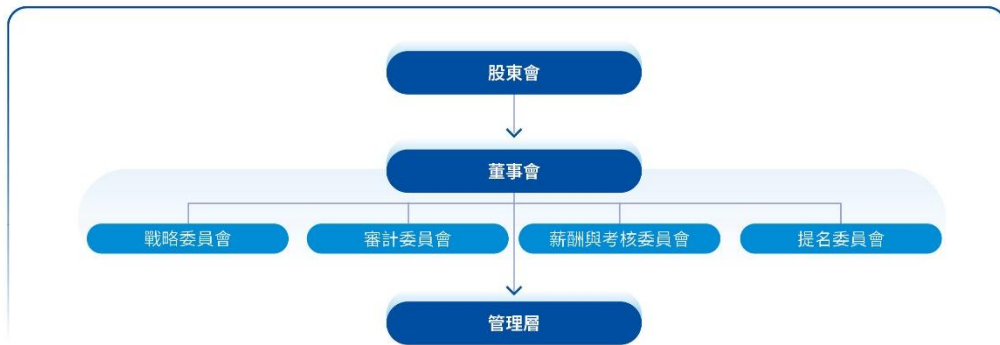 股東會
董事會
戰略委員會
審計委員會
薪酬與考核委員會
提名委員會
管理層